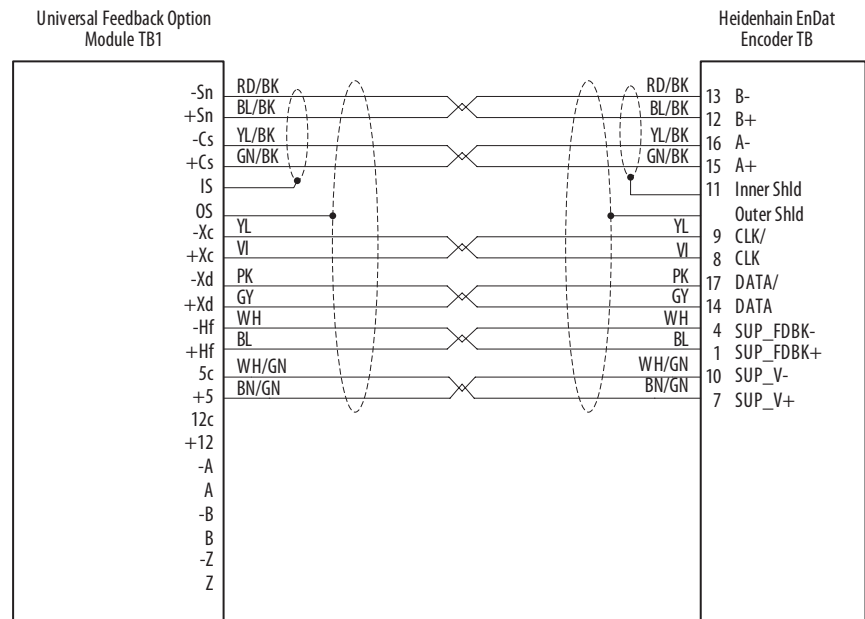 Universal Feedback Option
Module TB1
Heidenhain EnDat
Encoder TB
-Sn RD/BK RD/BK 13 B-
+Sn BL/BK BL/BK 12 B+
-Cs YL/BK YL/BK 16 A-
+Cs GN/BK GN/BK 15 A+
IS 11 Inner Shld
OS Outer Shld
-Xc YL YL 9 CLK/
+Xc VI VI 8 CLK
-Xd PK PK 17 DATA/
+Xd GY GY 14 DATA
-Hf WH WH 4 SUP_FDBK-
+Hf BL BL 1 SUP_FDBK+
5c WH/GN WH/GN 10 SUP_V-
+5 BN/GN BN/GN 7 SUP_V+
12c
+12
-A
A
-B
B
-Z
Z